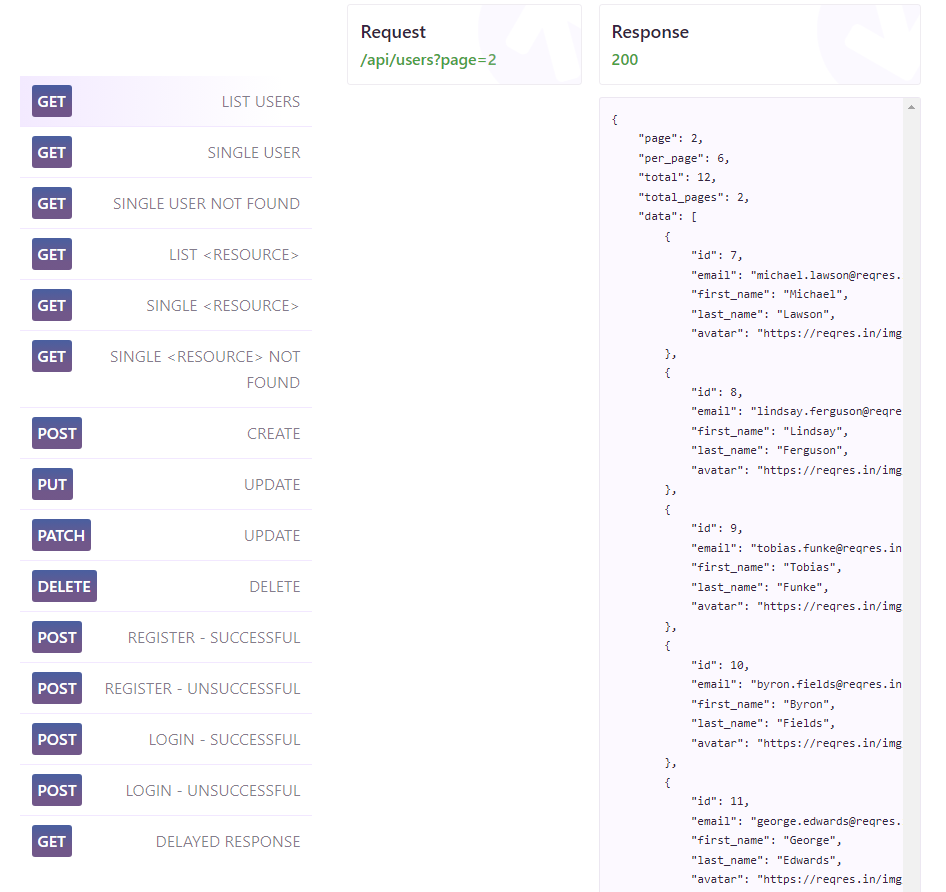 GET LIST USERS
GET SINGLE USER
GET SINGLE USER NOT FOUND
GET LIST <RESOURCE>
GET SINGLE <RESOURCE>
GET SINGLE <RESOURCE> NOT
FOUND
POST CREATE
PUT UPDATE
PATCH UPDATE
DELETE DELETE
POST REGISTER - SUCCESSFUL
POST REGISTER - UNSUCCESSFUL
POST LOGIN - SUCCESSFUL
POST LOGIN - UNSUCCESSFUL
GET DELAYED RESPONSE
Request
/api/users?page=2
Response
200
{
    "page": 2,
    "per_page": 6,
    "total": 12,
    "total_pages": 2,
    "data": [
        {
            "id": 7,
            "email": "michael.lawson@reqres.
            "first_name": "Michael",
            "last_name": "Lawson",
            "avatar": "https://reqres.in/img
        },
        {
            "id": 8,
            "email": "lindsay.ferguson@reqre
            "first_name": "Lindsay",
            "last_name": "Ferguson",
            "avatar": "https://reqres.in/img
        },
        {
            "id": 9,
            "email": "tobias.funke@reqres.in
            "first_name": "Tobias",
            "last_name": "Funke",
            "avatar": "https://reqres.in/img
        },
        {
            "id": 10,
            "email": "byron.fields@reqres.in
            "first_name": "Byron",
            "last_name": "Fields",
            "avatar": "https://reqres.in/img
        },
        {
            "id": 11,
            "email": "george.edwards@reqres.
            "first_name": "George",
            "last_name": "Edwards",
            "avatar": "https://reqres.in/img